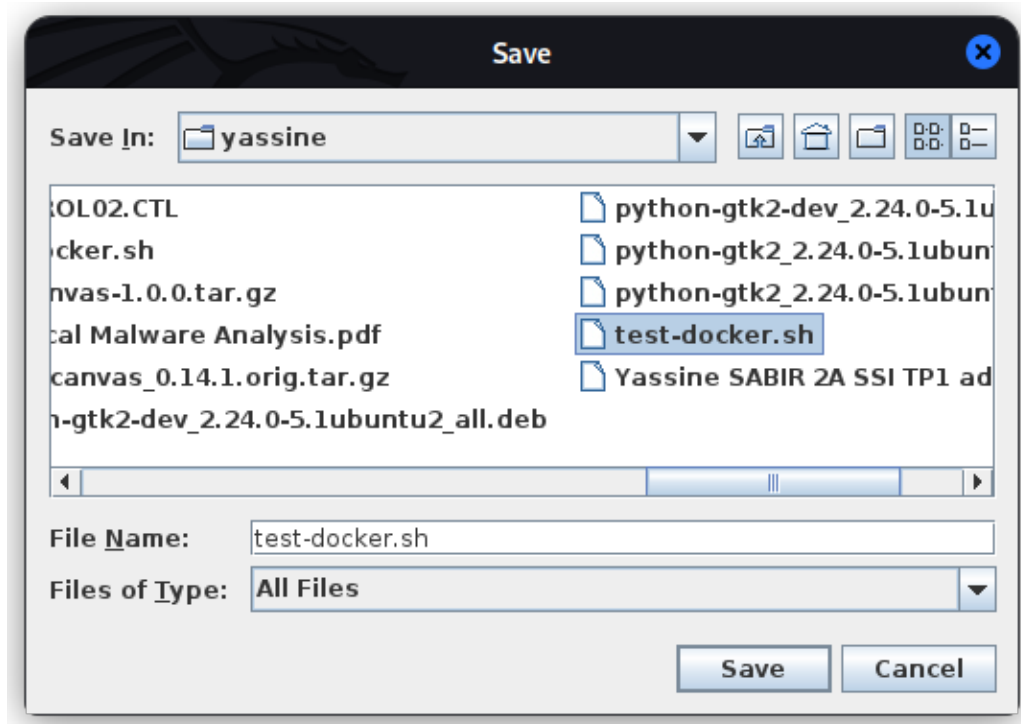 Save
Save In: yassine
OL02.CTL
cker.sh
nvas-1.0.0.tar.gz
cal Malware Analysis.pdf
canvas_0.14.1.orig.tar.gz
-gtk2-dev_2.24.0-5.1ubuntu2_all.deb
python-gtk2-dev_2.24.0-5.1u
python-gtk2_2.24.0-5.1ubun
python-gtk2_2.24.0-5.1ubun
test-docker.sh
Yassine SABIR 2A SSI TP1 ad
File Name: test-docker.sh
Files of Type: All Files
Save Cancel